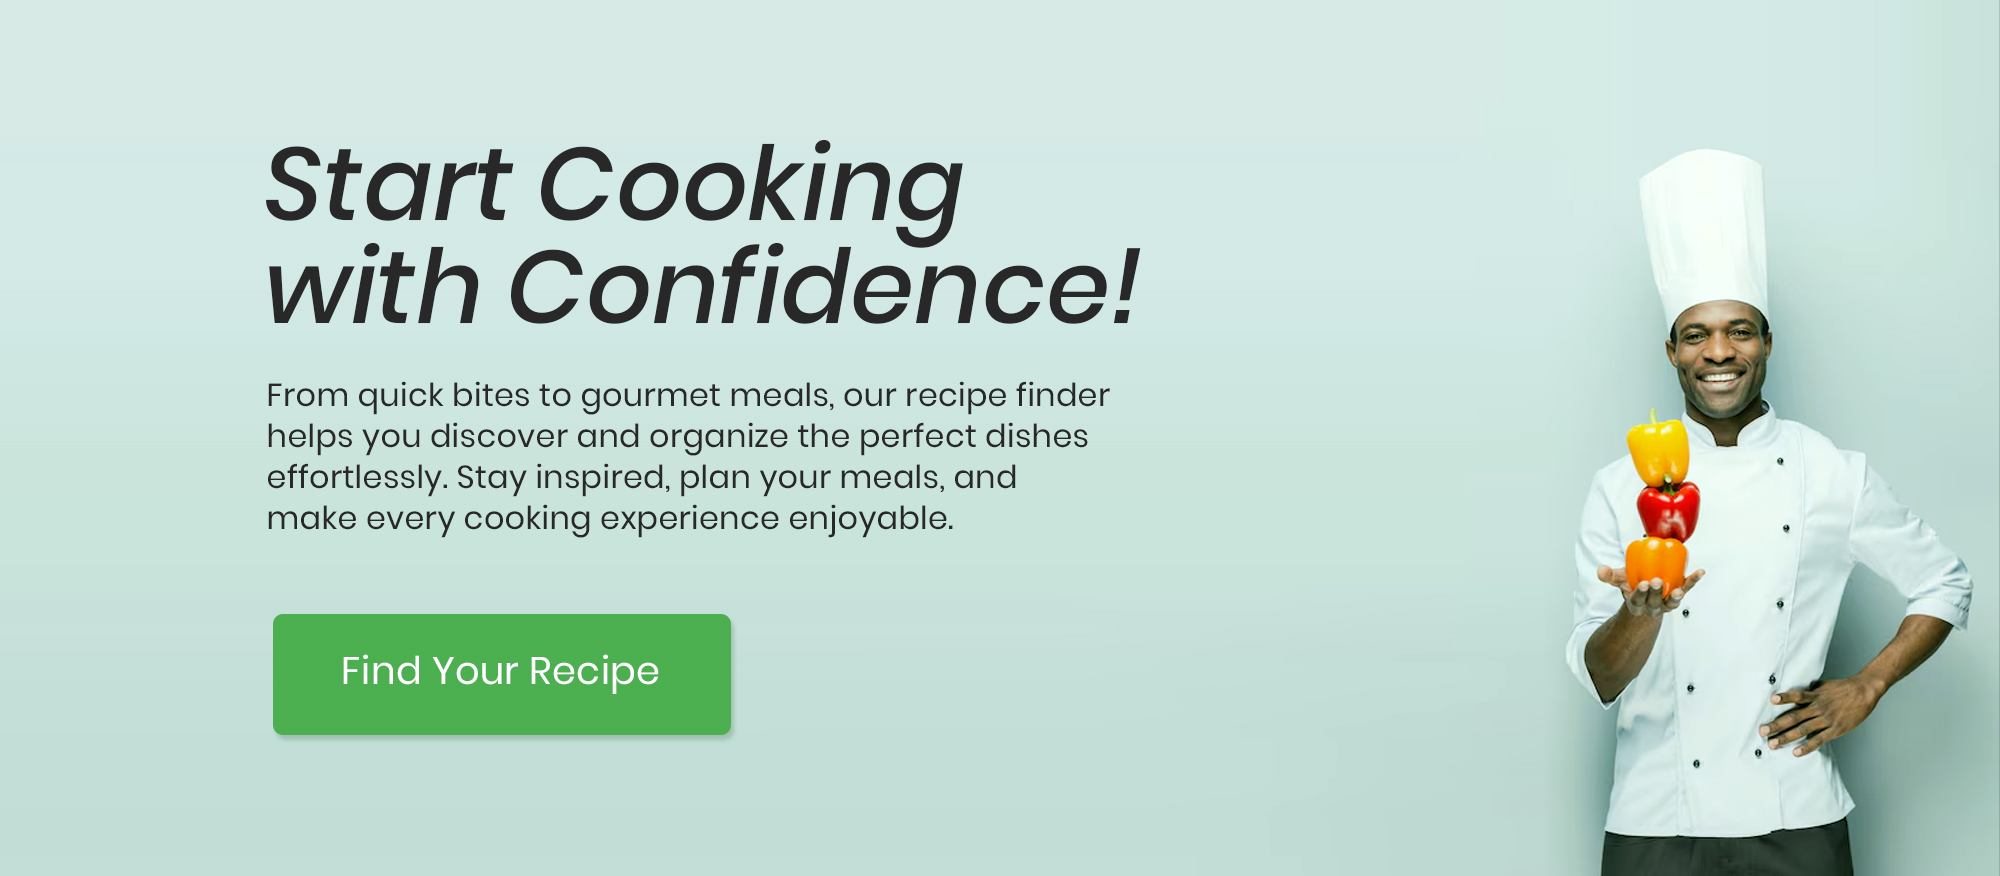 Start Cooking
with Confidence!
From quick bites to gourmet meals, our recipe finder
helps you discover and organize the perfect dishes
effortlessly. Stay inspired, plan your meals, and
make every cooking experience enjoyable.
Find Your Recipe